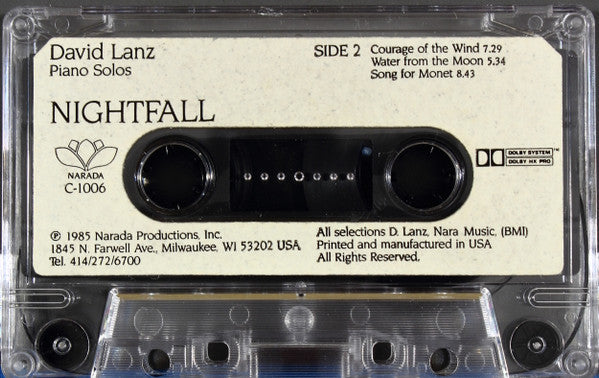 David Lanz
Piano Solos
NIGHTFALL
SIDE 2
Courage of the Wind 7.29
Water from the Moon 5.34
Song for Monet 8.43
NARADA
C-1006
DOLBY SYSTEM™
DOLBY HX PRO
℗ 1985 Narada Productions, Inc.
1845 N. Farwell Ave., Milwaukee, WI 53202 USA
Tel. 414/272/6700
All selections D. Lanz, Nara Music, (BMI)
Printed and manufactured in USA
All Rights Reserved.